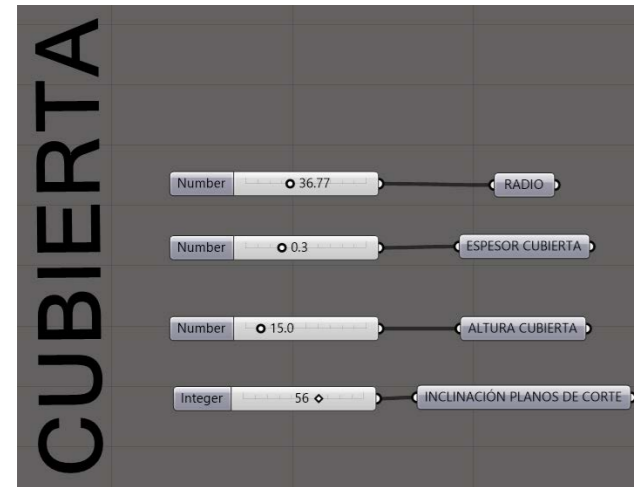 CUBIERTA
Number 36.77 RADIO
Number 0.3 ESPESOR CUBIERTA
Number 15.0 ALTURA CUBIERTA
Integer 56 INCLINACIÓN PLANOS DE CORTE